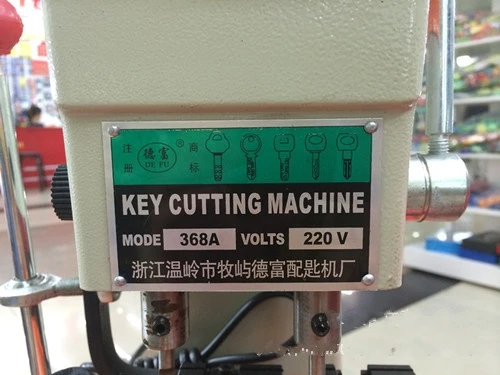 注册 德富 商标
DE FU
KEY CUTTING MACHINE
MODE 368A VOLTS 220 V
浙江温岭市牧屿德富配匙机厂